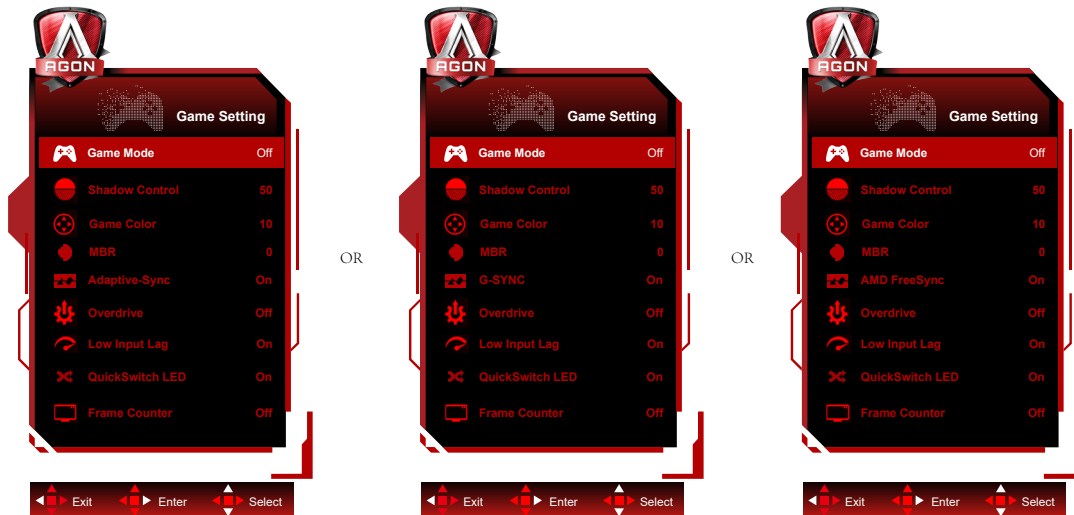 AGON
Game Setting
Game Mode Off
Shadow Control 50
Game Color 10
MBR 0
Adaptive-Sync On
Overdrive Off
Low Input Lag On
QuickSwitch LED On
Frame Counter Off
Exit Enter Select
OR
AGON
Game Setting
Game Mode Off
Shadow Control 50
Game Color 10
MBR 0
G-SYNC On
Overdrive Off
Low Input Lag On
QuickSwitch LED On
Frame Counter Off
Exit Enter Select
OR
AGON
Game Setting
Game Mode Off
Shadow Control 50
Game Color 10
MBR 0
AMD FreeSync On
Overdrive Off
Low Input Lag On
QuickSwitch LED On
Frame Counter Off
Exit Enter Select